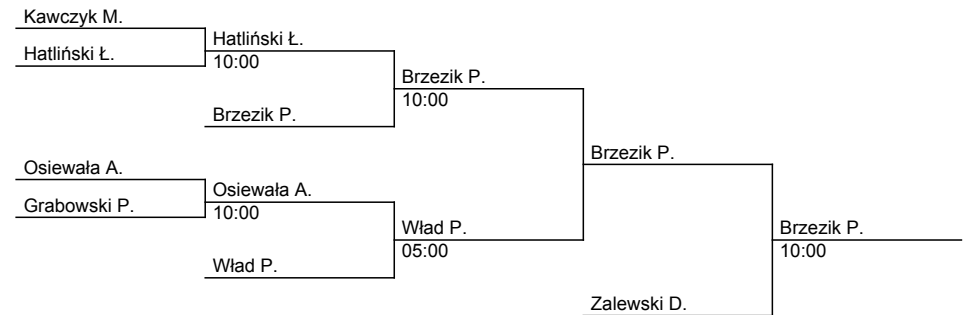 Kawczyk M.
Hatliński Ł.
Hatliński Ł.
10:00
Brzezik P.
Brzezik P.
10:00
Osiewała A.
Grabowski P.
Osiewała A.
10:00
Wład P.
Wład P.
05:00
Brzezik P.
Zalewski D.
Brzezik P.
10:00